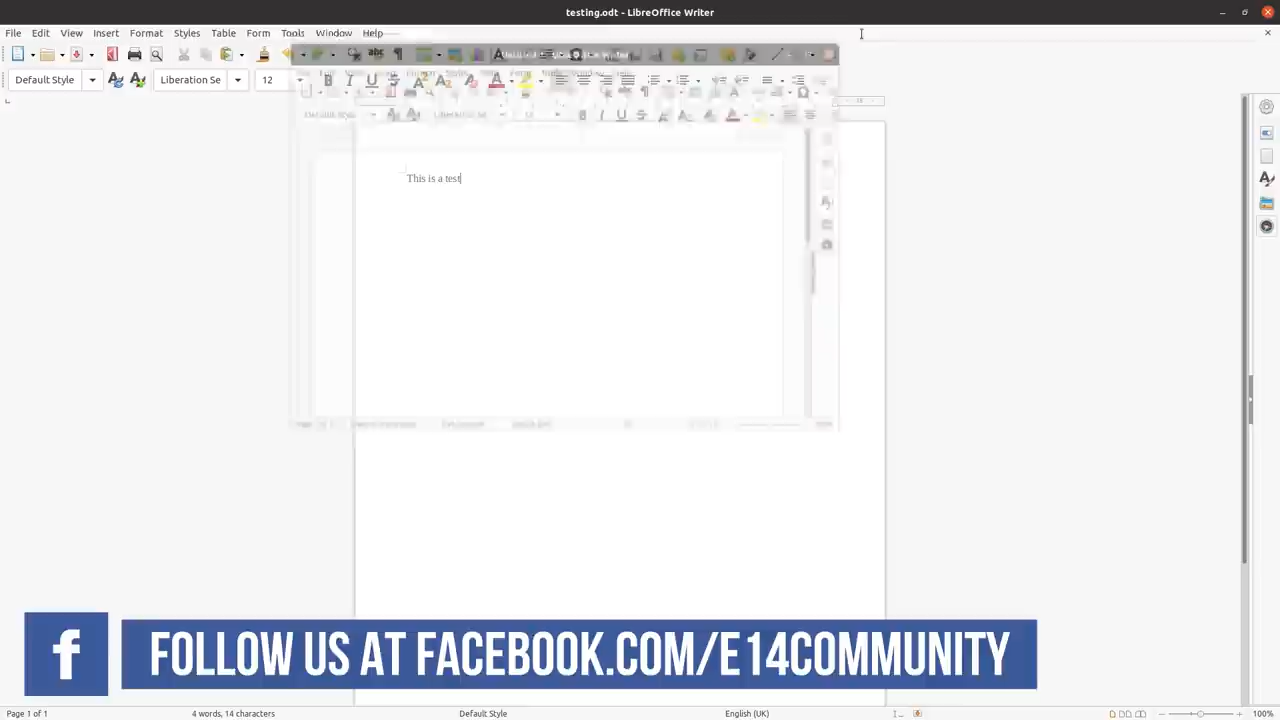 testing.odt - LibreOffice Writer
File Edit View Insert Format Styles Table Form Tools Window Help
Default Style Liberation Se 12
This is a test
f FOLLOW US AT FACEBOOK.COM/E14COMMUNITY
Page 1 of 1 4 words, 14 characters Default Style English (UK) 100%